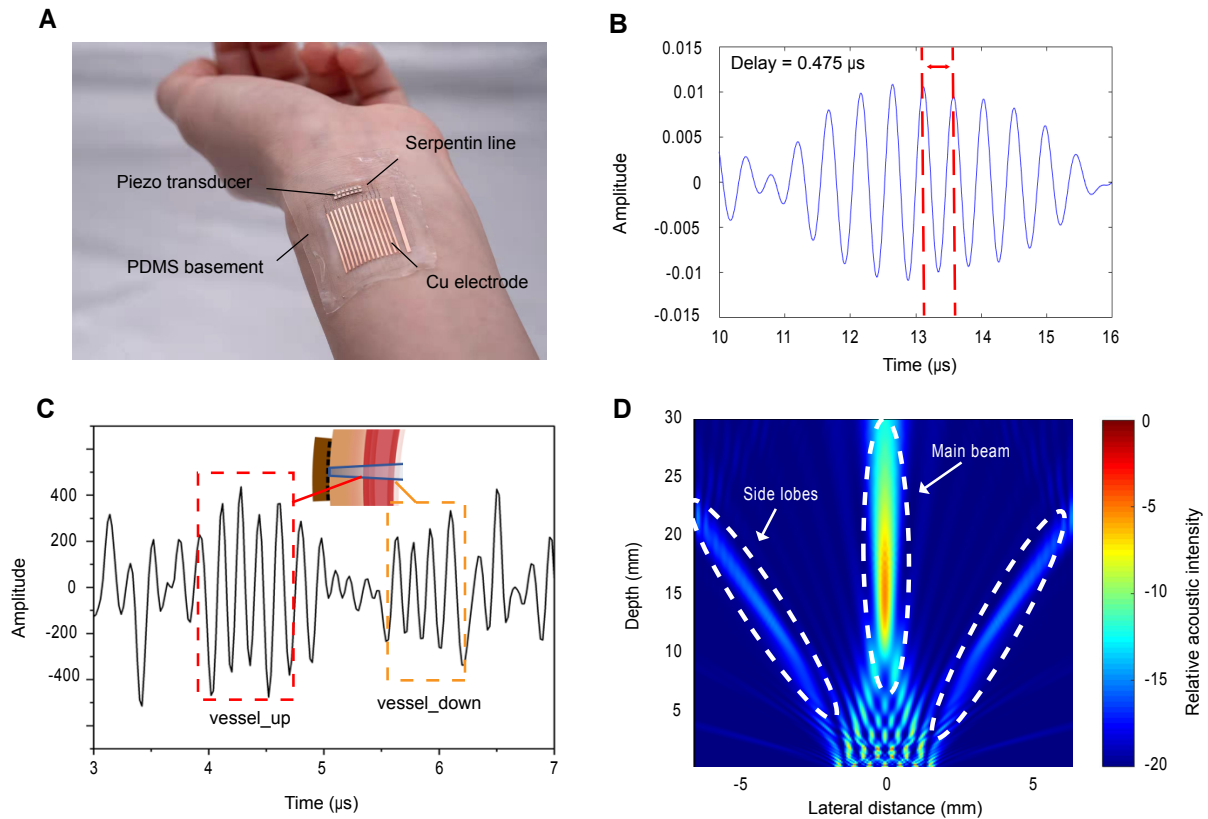 A
Serpentin line
Piezo transducer
PDMS basement
Cu electrode
B
0.015
Delay = 0.475 µs
0.01
0.005
0
-0.005
-0.01
-0.015
Amplitude
10 11 12 13 14 15 16
Time (µs)
C
400
200
0
-200
-400
Amplitude
vessel_up
vessel_down
3 4 5 6 7
Time (µs)
D
30
25
20
15
10
5
Depth (mm)
Main beam
Side lobes
-5 0 5
Lateral distance (mm)
0
-5
-10
-15
-20
Relative acoustic intensity